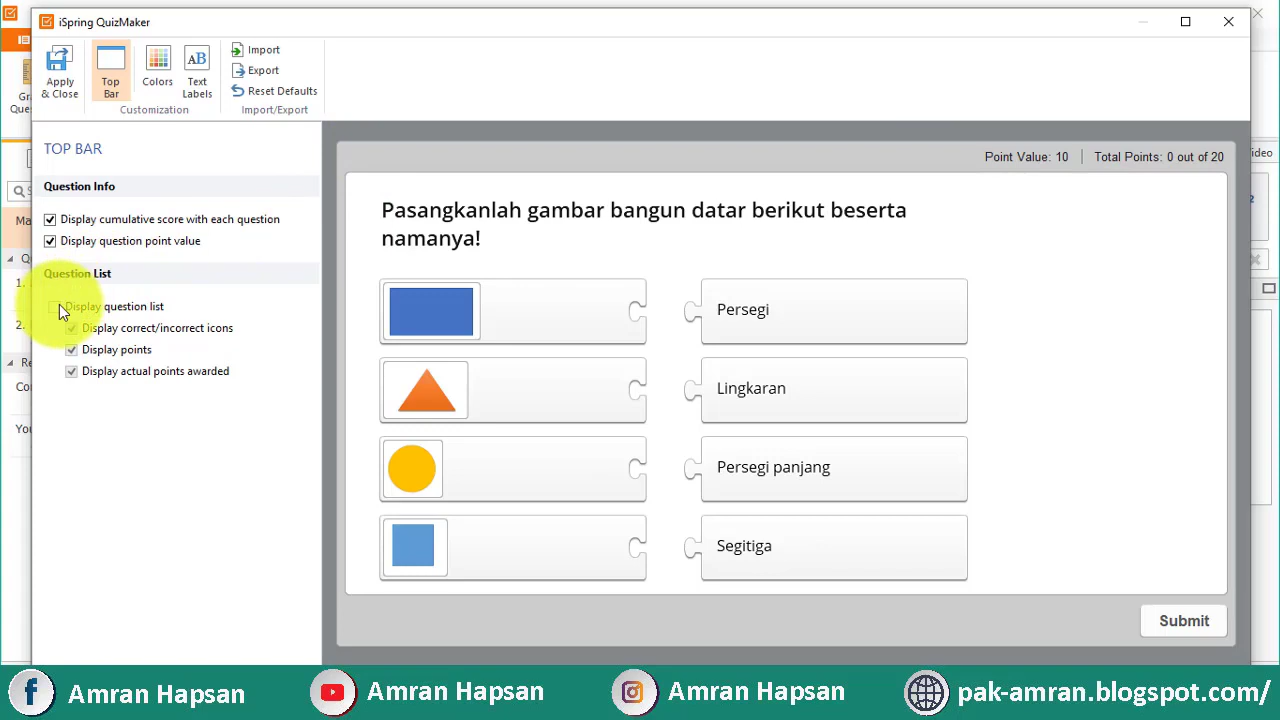 iSpring QuizMaker
Apply
& Close
Top
Bar
Colors
Text
Labels
Customization
Import
Export
Reset Defaults
Import/Export
TOP BAR
Question Info
Display cumulative score with each question
Display question point value
Question List
Display question list
Display correct/incorrect icons
Display points
Display actual points awarded
Point Value: 10
Total Points: 0 out of 20
Pasangkanlah gambar bangun datar berikut beserta
namanya!
Persegi
Lingkaran
Persegi panjang
Segitiga
Submit
1.
2.
Amran Hapsan
Amran Hapsan
Amran Hapsan
pak-amran.blogspot.com/